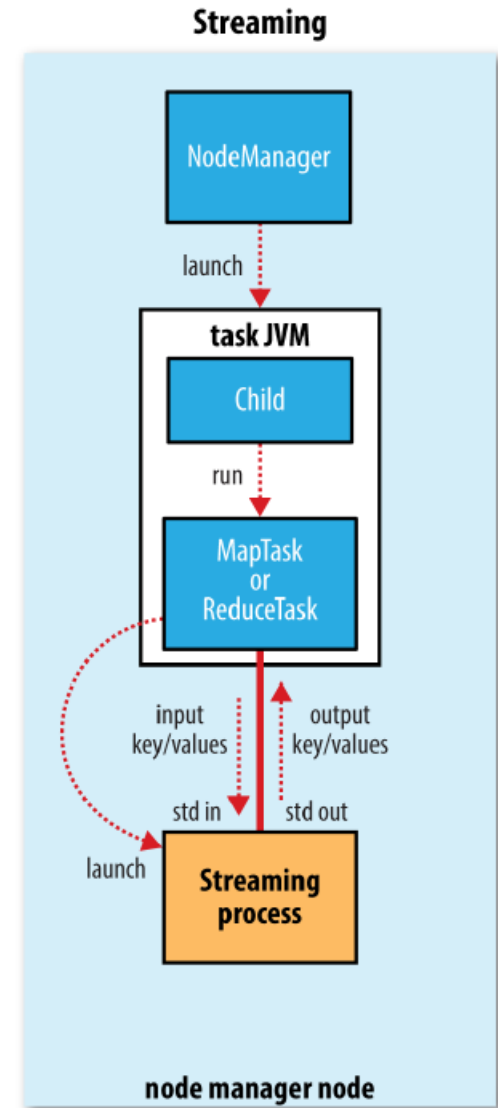 Streaming
NodeManager
launch
task JVM
Child
run
MapTask
or
ReduceTask
input
key/values
output
key/values
std in
std out
launch
Streaming
process
node manager node